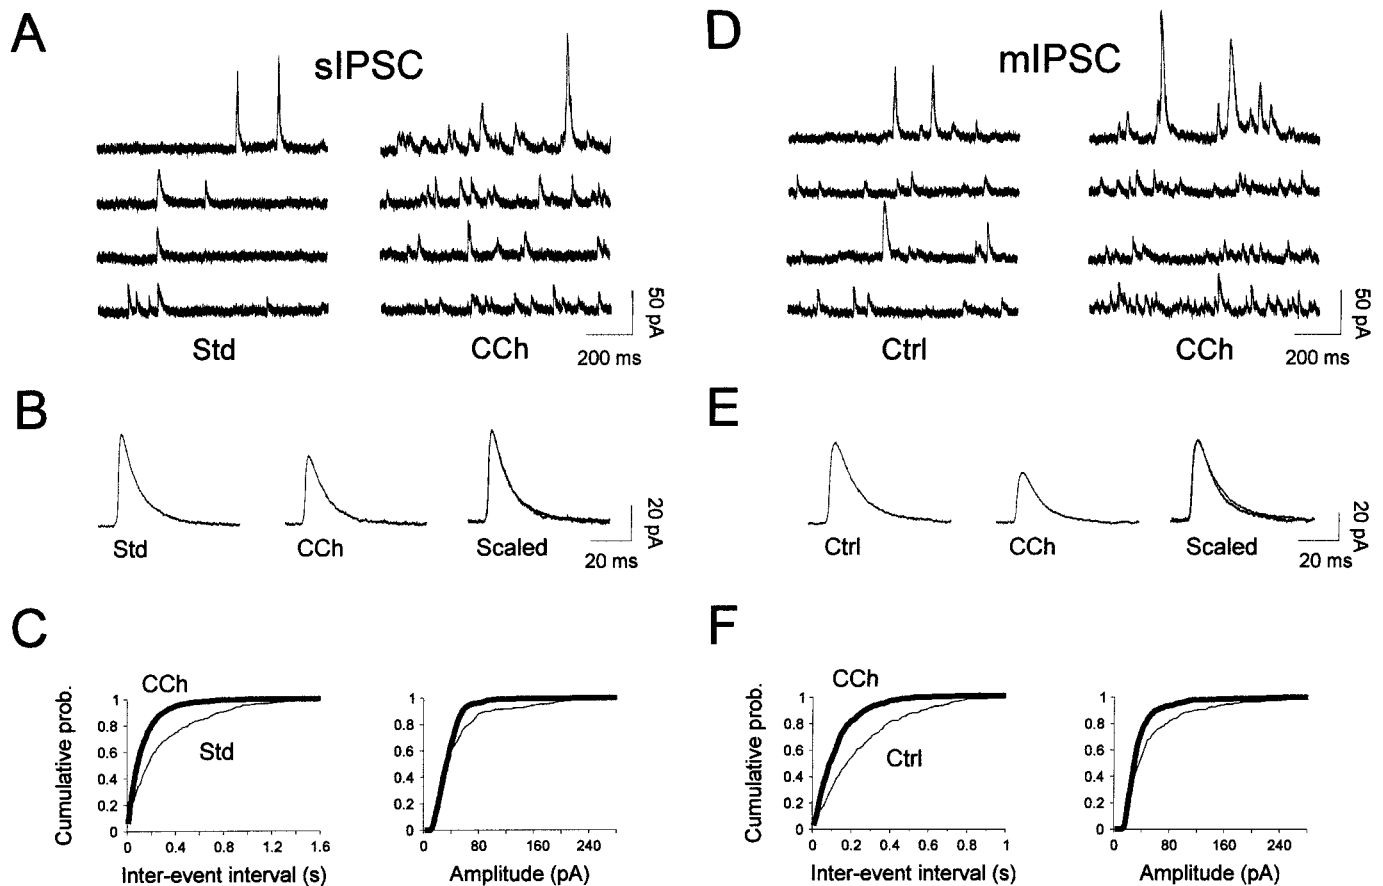 A
sIPSC
50 pA
Std
CCh
200 ms
B
Std
CCh
Scaled
20 pA
20 ms
C
Cumulative prob.
1
0.8
0.6
0.4
0.2
0
CCh
Std
0 0.4 0.8 1.2 1.6
Inter-event interval (s)
1
0.8
0.6
0.4
0.2
0
0 80 160 240
Amplitude (pA)
D
mIPSC
50 pA
Ctrl
CCh
200 ms
E
Ctrl
CCh
Scaled
20 pA
20 ms
F
Cumulative prob.
1
0.8
0.6
0.4
0.2
0
CCh
Ctrl
0 0.2 0.4 0.6 0.8 1
Inter-event interval (s)
1
0.8
0.6
0.4
0.2
0
0 80 160 240
Amplitude (pA)